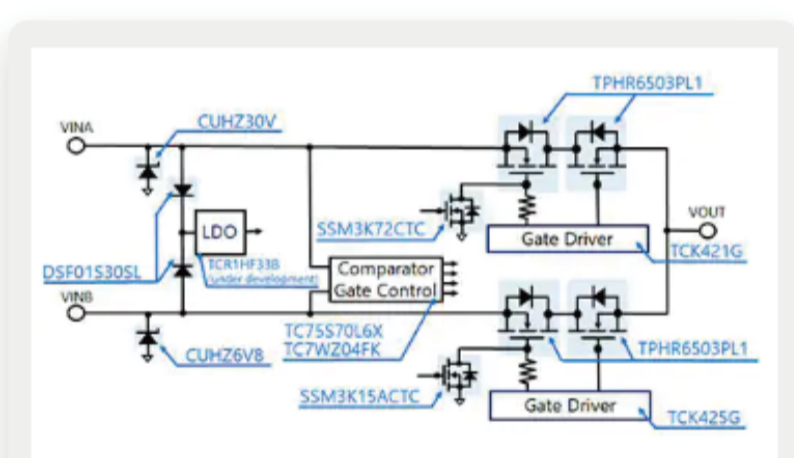 TPHR6503PL1
VINA
CUHZ30V
SSM3K72CTC
Gate Driver
VOUT
TCK421G
LDO
TCR1HF33B
(under development)
DSF01S30SL
Comparator
Gate Control
VINB
TC75S70L6X
TC7WZ04FK
CUHZ6V8
TPHR6503PL1
SSM3K15ACTC
Gate Driver
TCK425G